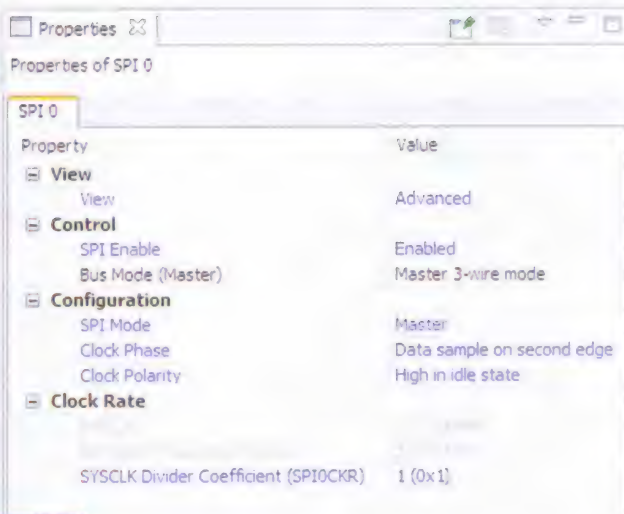 Properties
Properties of SPI 0
SPI 0
Property Value
View
View Advanced
Control
SPI Enable Enabled
Bus Mode (Master) Master 3-wire mode
Configuration
SPI Mode Master
Clock Phase Data sample on second edge
Clock Polarity High in idle state
Clock Rate
SYSCLK Divider Coefficient (SPI0CKR) 1 (0x1)